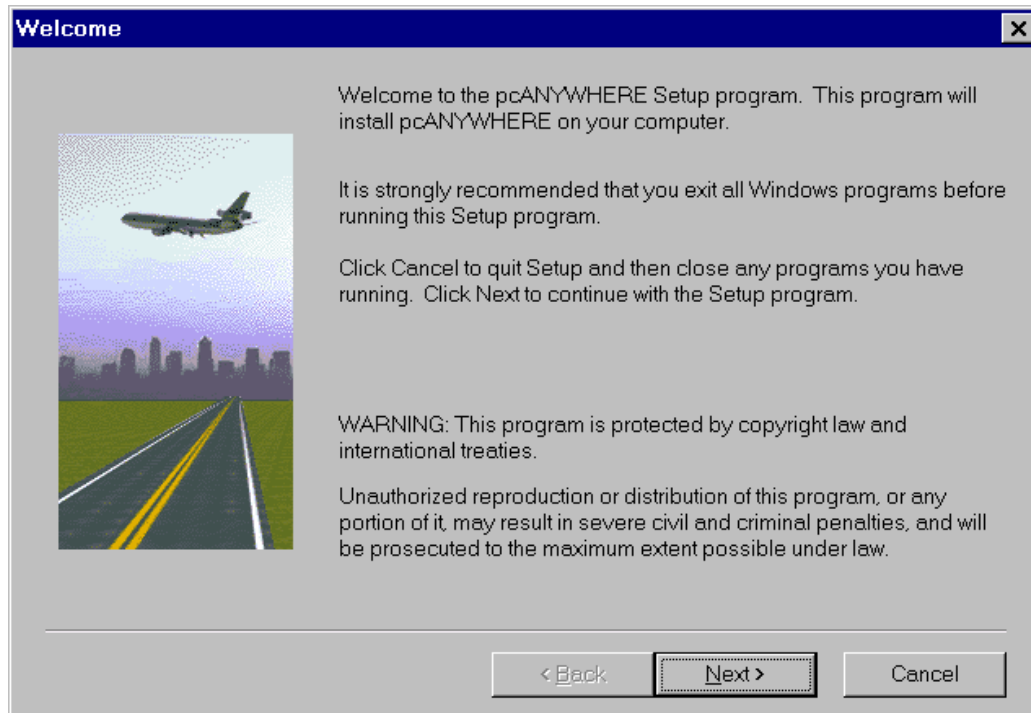 Welcome
Welcome to the pcANYWHERE Setup program.  This program will
install pcANYWHERE on your computer.
It is strongly recommended that you exit all Windows programs before
running this Setup program.
Click Cancel to quit Setup and then close any programs you have
running.  Click Next to continue with the Setup program.
WARNING: This program is protected by copyright law and
international treaties.
Unauthorized reproduction or distribution of this program, or any
portion of it, may result in severe civil and criminal penalties, and will
be prosecuted to the maximum extent possible under law.
< Back
Next >
Cancel